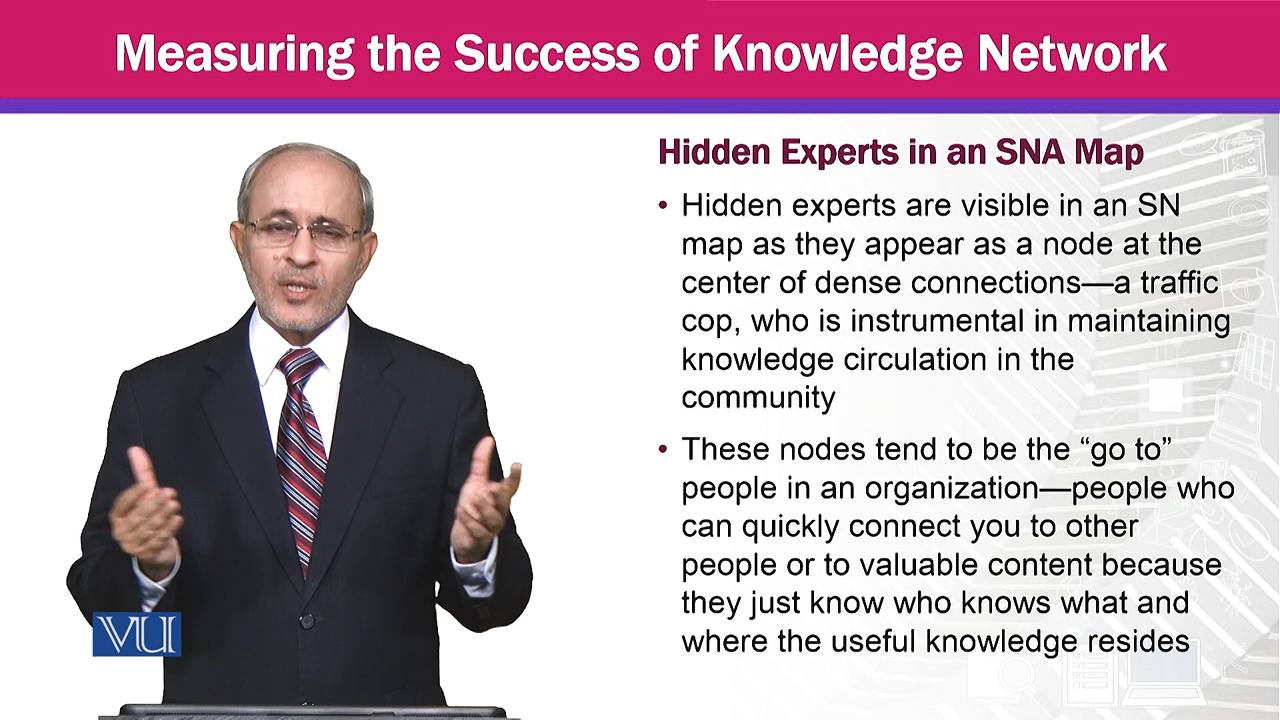 Measuring the Success of Knowledge Network
Hidden Experts in an SNA Map
• Hidden experts are visible in an SN
map as they appear as a node at the
center of dense connections—a traffic
cop, who is instrumental in maintaining
knowledge circulation in the
community
• These nodes tend to be the “go to”
people in an organization—people who
can quickly connect you to other
people or to valuable content because
they just know who knows what and
where the useful knowledge resides
VU